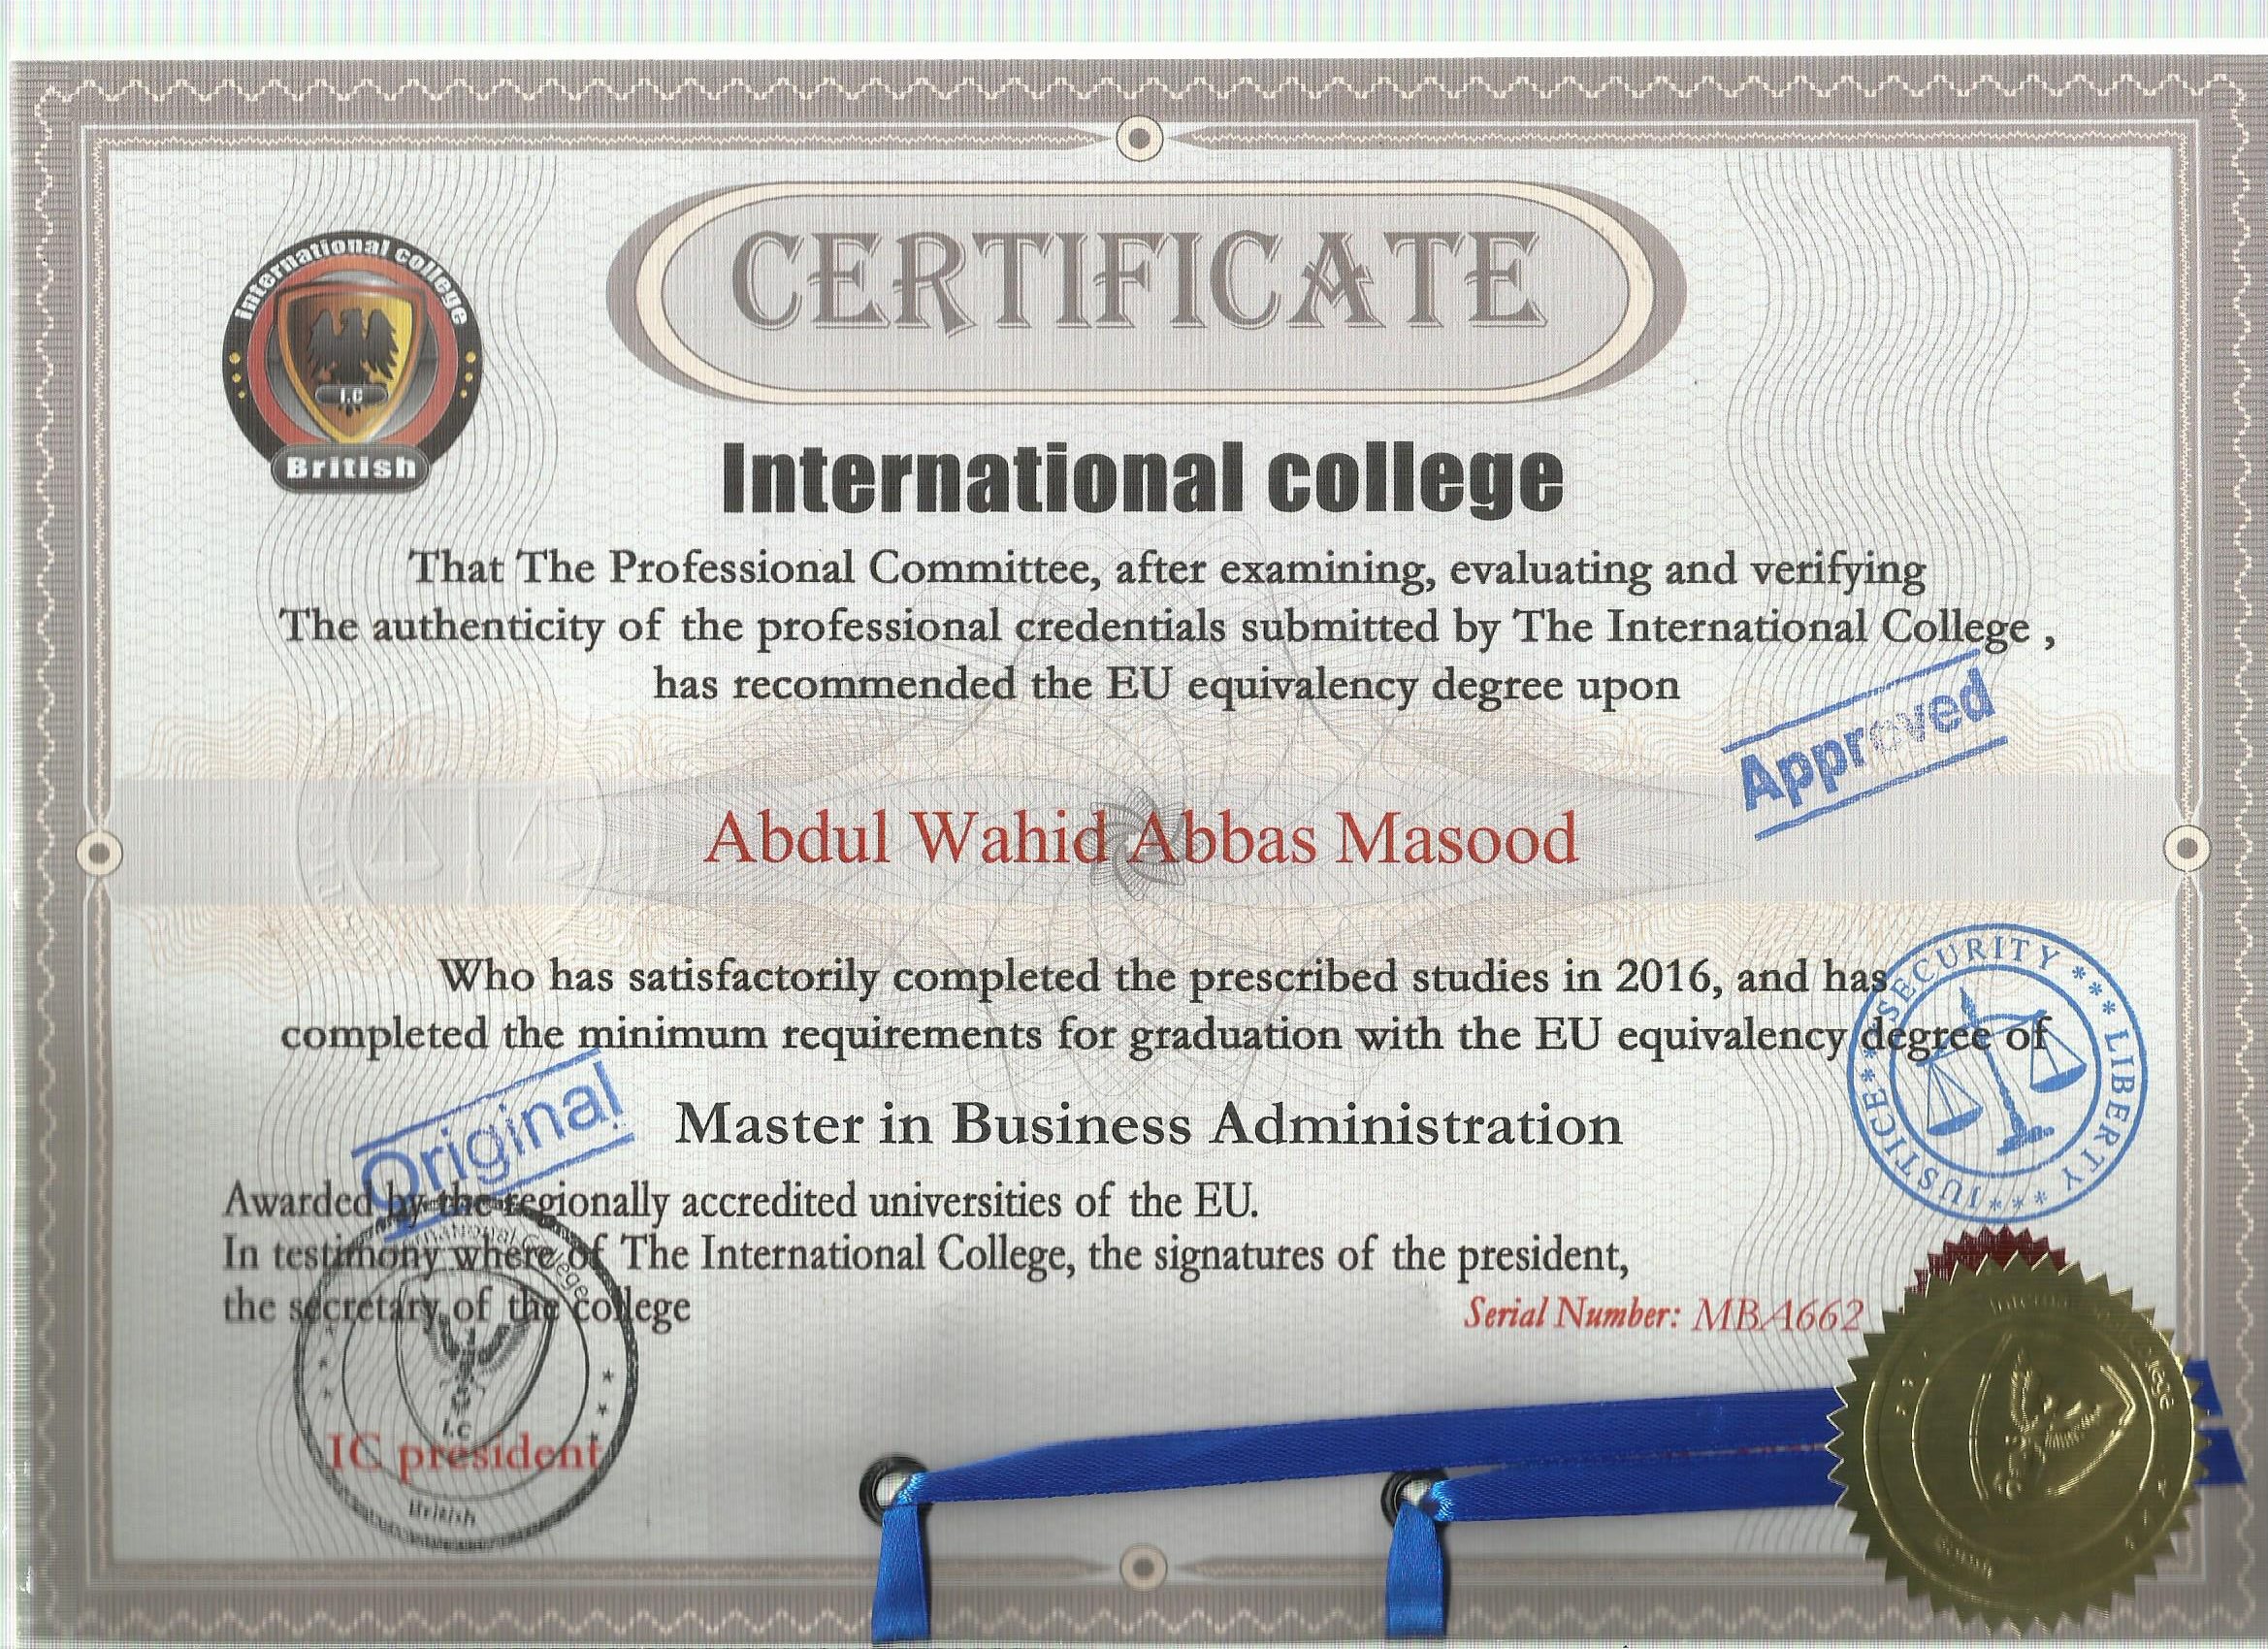 International college
I.C
British
CERTIFICATE
International college
That The Professional Committee, after examining, evaluating and verifying
The authenticity of the professional credentials submitted by The International College ,
has recommended the EU equivalency degree upon
Approved
Abdul Wahid Abbas Masood
Who has satisfactorily completed the prescribed studies in 2016, and has
completed the minimum requirements for graduation with the EU equivalency degree of
SECURITY **** LIBERTY **** JUSTICE **
Original
Master in Business Administration
Awarded by the regionally accredited universities of the EU.
In testimony where of The International College, the signatures of the president,
the secretary of the college
Serial Number: MBA662
International College
I.C
IC president
British
International College